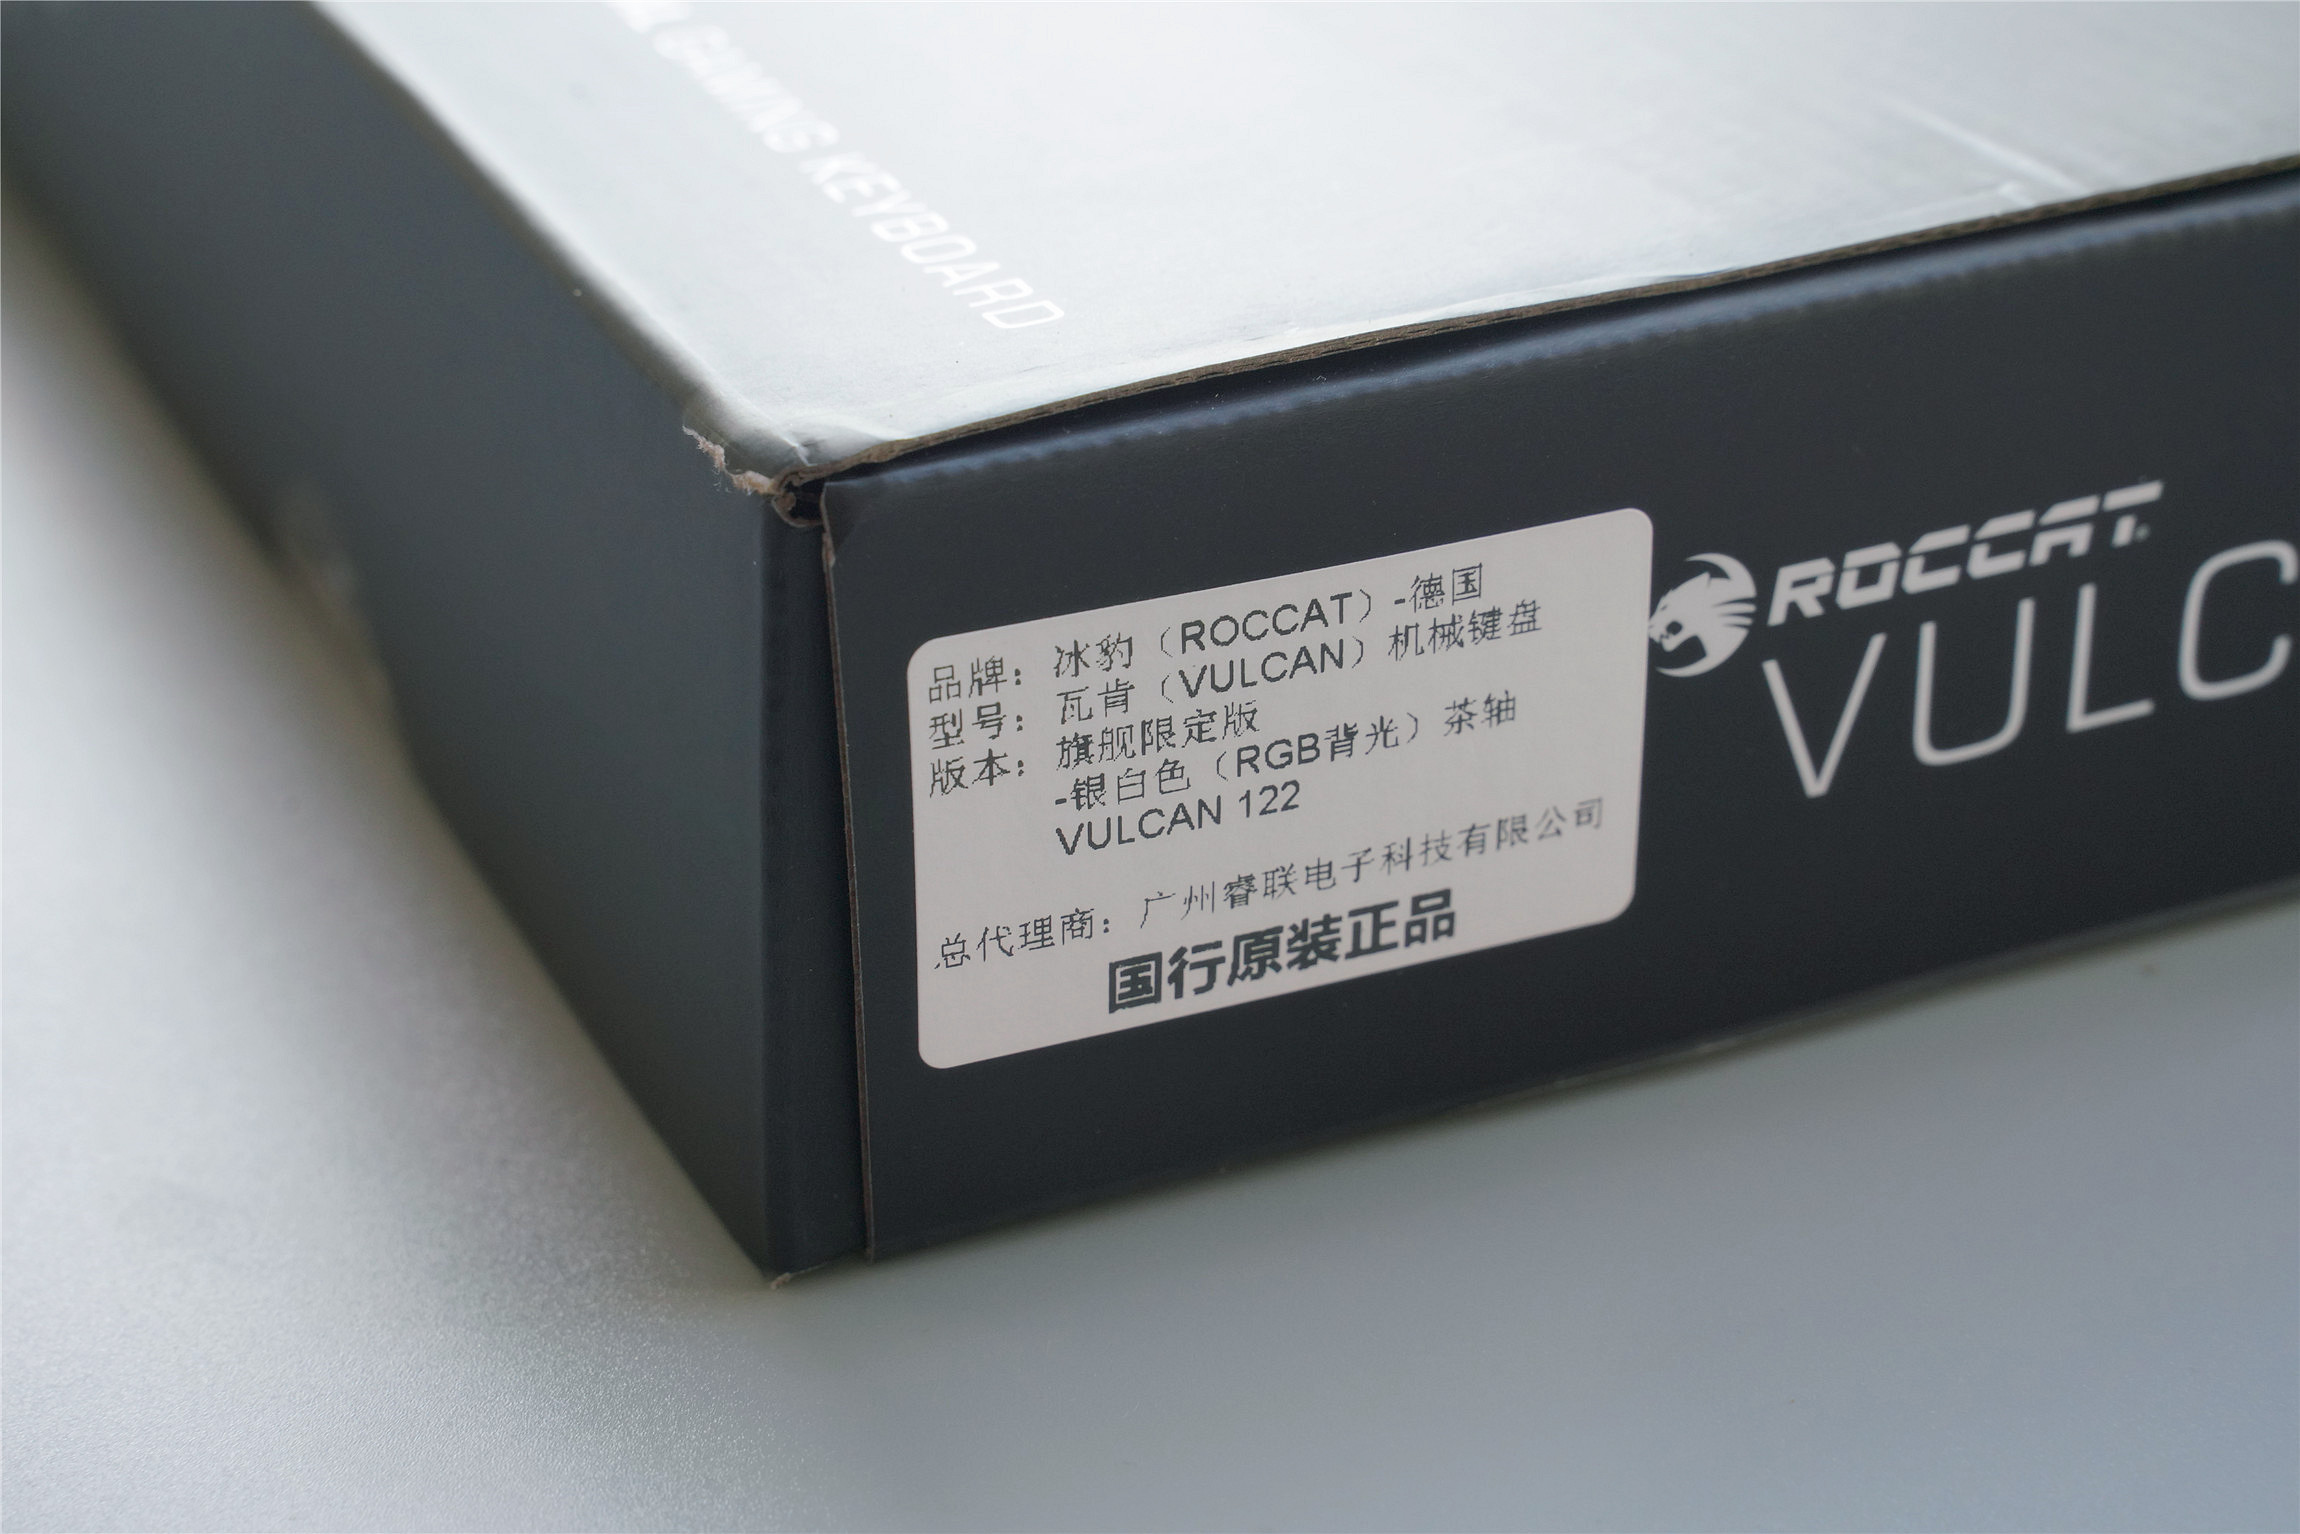 GAMING KEYBOARD
品牌：冰豹（ROCCAT）-德国
型号：瓦肯（VULCAN）机械键盘
版本：旗舰限定版
-银白色（RGB背光）茶轴
VULCAN 122
总代理商：广州睿联电子科技有限公司
国行原装正品
ROCCAT
VULC